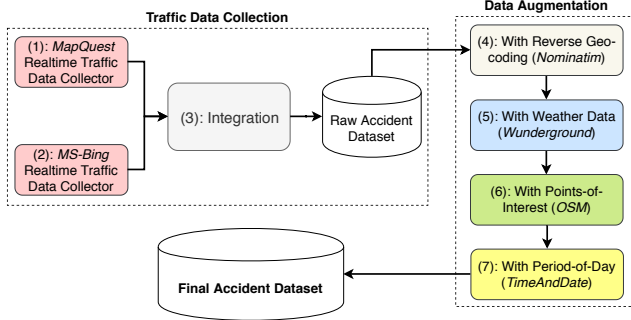 Traffic Data Collection
(1): MapQuest
Realtime Traffic
Data Collector
(2): MS-Bing
Realtime Traffic
Data Collector
(3): Integration
Raw Accident
Dataset
Data Augmentation
(4): With Reverse Geo-
coding (Nominatim)
(5): With Weather Data
(Wunderground)
(6): With Points-of-
Interest (OSM)
(7): With Period-of-Day
(TimeAndDate)
Final Accident Dataset